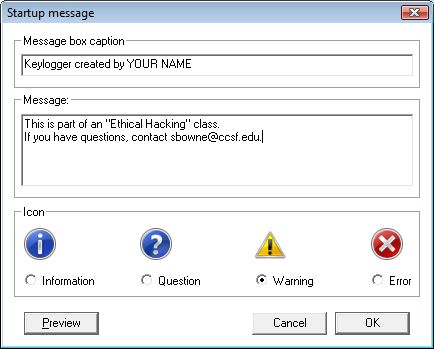 Startup message
Message box caption
Keylogger created by YOUR NAME
Message:
This is part of an "Ethical Hacking" class.
If you have questions, contact sbowne@ccsf.edu.
Icon
Information
Question
Warning
Error
Preview
Cancel
OK